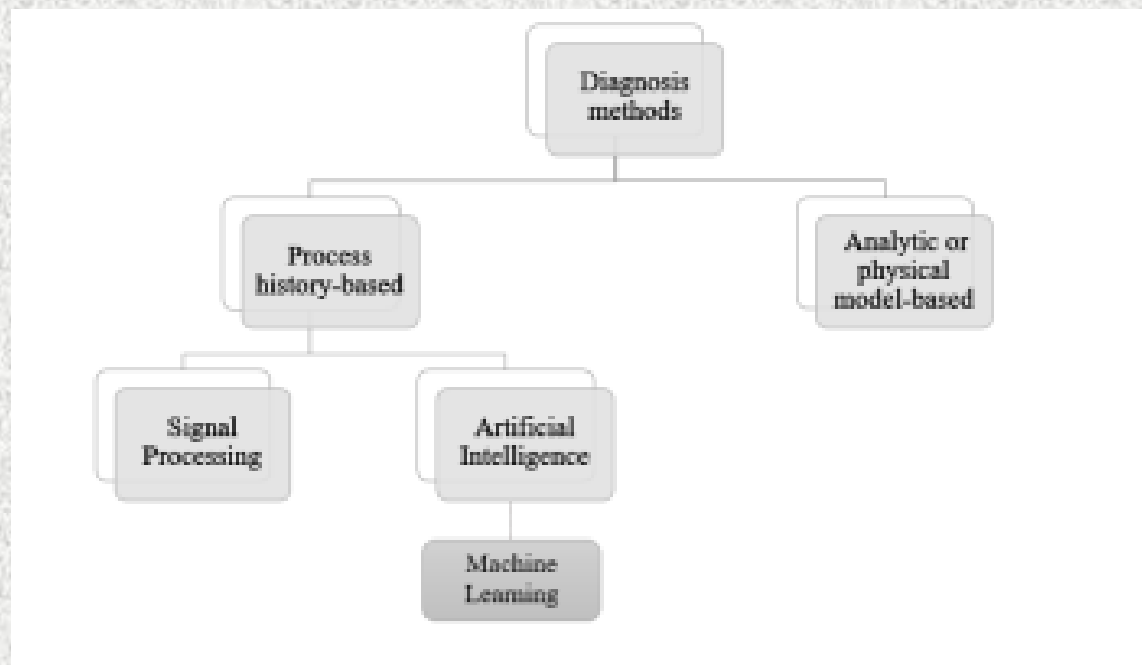 Diagnosis
methods
Process
history-based
Analytic or
physical
model-based
Signal
Processing
Artificial
Intelligence
Machine
Learning